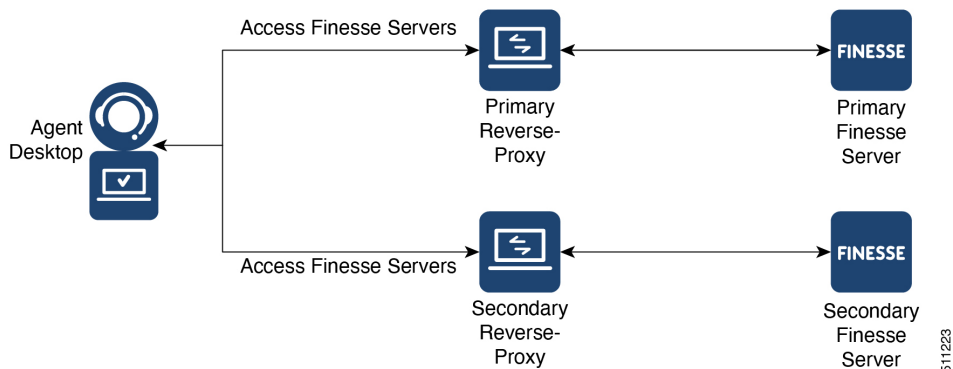 Access Finesse Servers
FINESSE
Primary
Reverse-
Proxy
Primary
Finesse
Server
Agent
Desktop
Access Finesse Servers
FINESSE
Secondary
Reverse-
Proxy
Secondary
Finesse
Server
511223